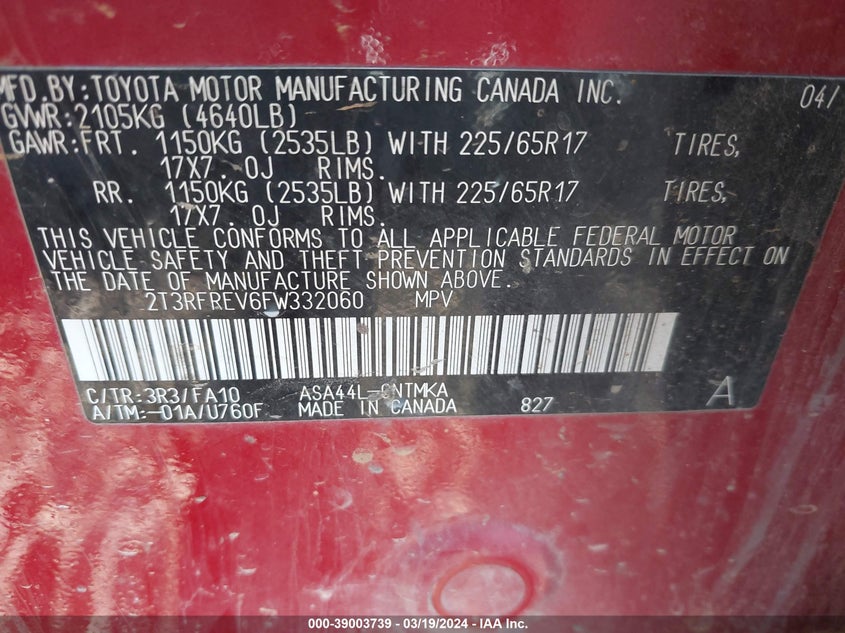 MFD.BY:TOYOTA MOTOR MANUFACTURING CANADA INC. 04/
GVWR:2105KG (4640LB)
GAWR:FRT. 1150KG (2535LB) WITH 225/65R17 TIRES,
17X7.0J RIMS.
RR. 1150KG (2535LB) WITH 225/65R17 TIRES,
17X7.0J RIMS.
THIS VEHICLE CONFORMS TO ALL APPLICABLE FEDERAL MOTOR
VEHICLE SAFETY AND THEFT PREVENTION STANDARDS IN EFFECT ON
THE DATE OF MANUFACTURE SHOWN ABOVE.
2T3RFREV6FW332060 MPV
C/TR:3R3/FA10 ASA44L-ANTMKA
A/TM:-01A/U760F MADE IN CANADA 827 A
000-39003739 - 03/19/2024 - IAA Inc.